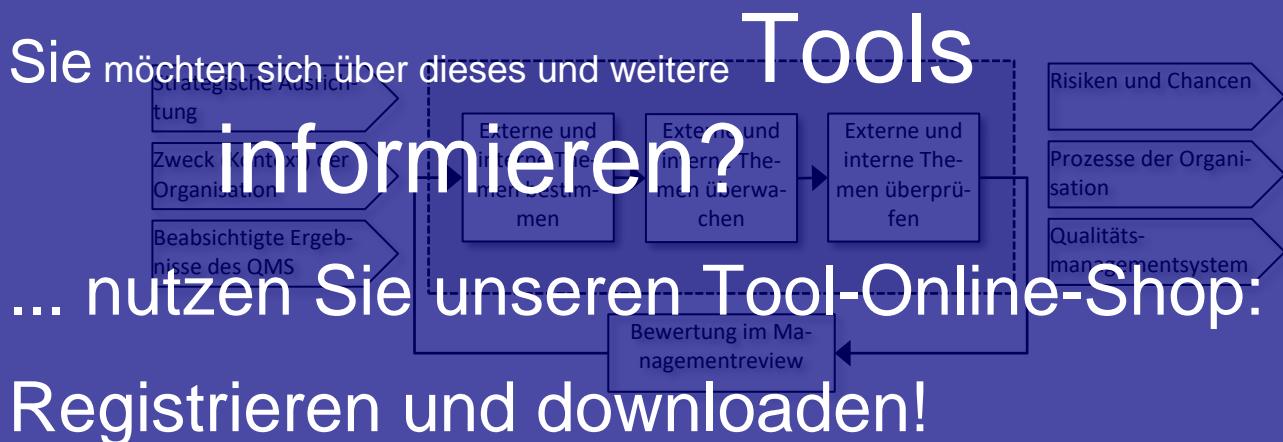 Sie möchten sich über dieses und weitere Tools
informieren?
... nutzen Sie unseren Tool-Online-Shop:
Registrieren und downloaden!
Strategische Ausrich-
tung
Zweck (Kontext) der
Organisation
Beabsichtigte Ergeb-
nisse des QMS
Externe und
interne The-
men bestim-
men
Externe und
interne The-
men überwa-
chen
Externe und
interne The-
men überprü-
fen
Risiken und Chancen
Prozesse der Organi-
sation
Qualitäts-
managementsystem
Bewertung im Ma-
nagementreview